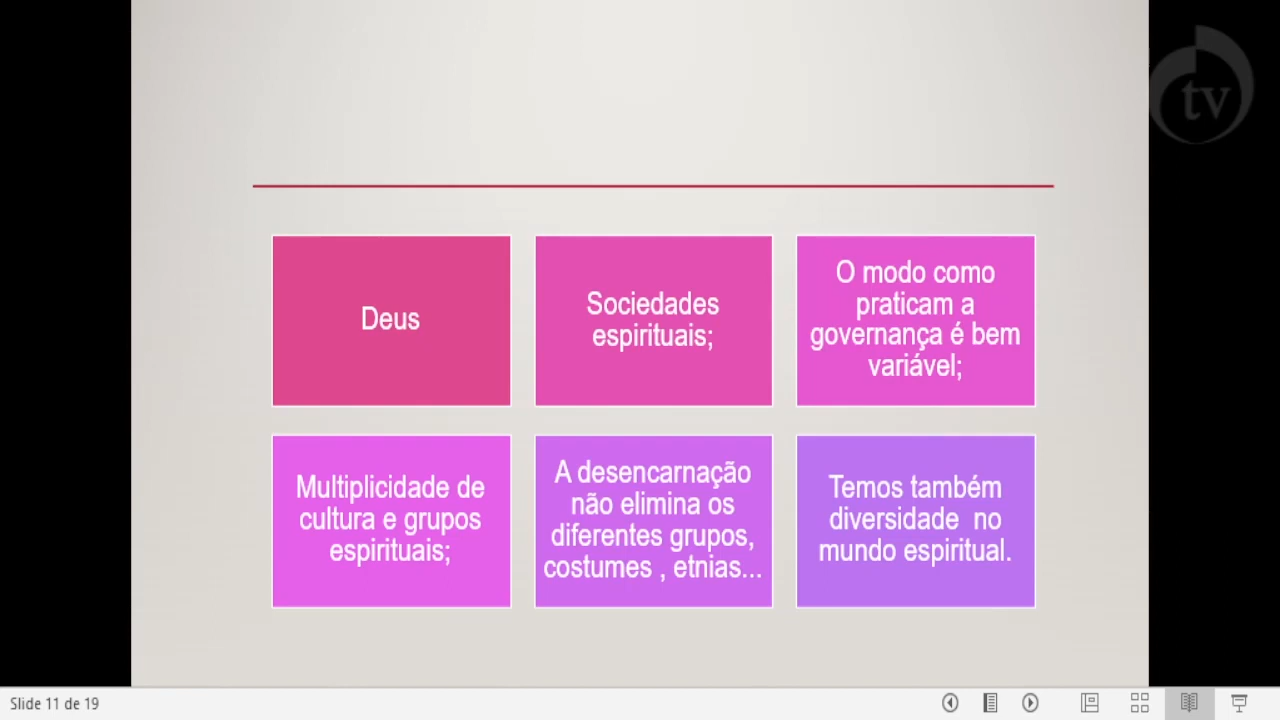 tv
Deus
Sociedades
espirituais;
O modo como
praticam a
governança é bem
variável;
Multiplicidade de
cultura e grupos
espirituais;
A desencarnação
não elimina os
diferentes grupos,
costumes , etnias...
Temos também
diversidade no
mundo espiritual.
Slide 11 de 19